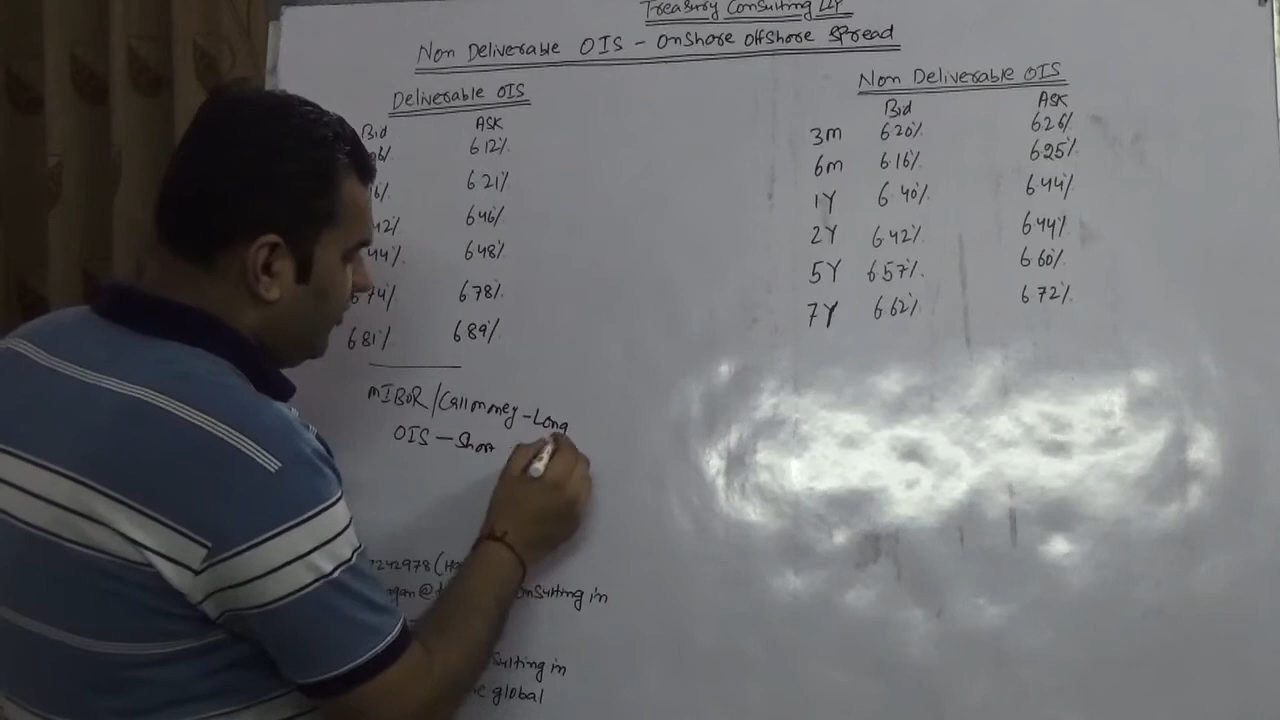 Treasury Consulting LLP
Non Deliverable OIS - Onshore Offshore Spread
Deliverable OIS
Bid ASK
6% 6.12%
6% 6.21%
42% 6.46%
44% 6.48%
6.74% 6.78%
6.81% 6.89%
MIBOR/Call money - Long
OIS - Short
Non Deliverable OIS
Bid ASK
3m 6.20% 6.26%
6m 6.16% 6.25%
1Y 6.40% 6.44%
2Y 6.42% 6.44%
5Y 6.57% 6.60%
7Y 6.62% 6.72%
242978 (
onsulting in
sulting in
global